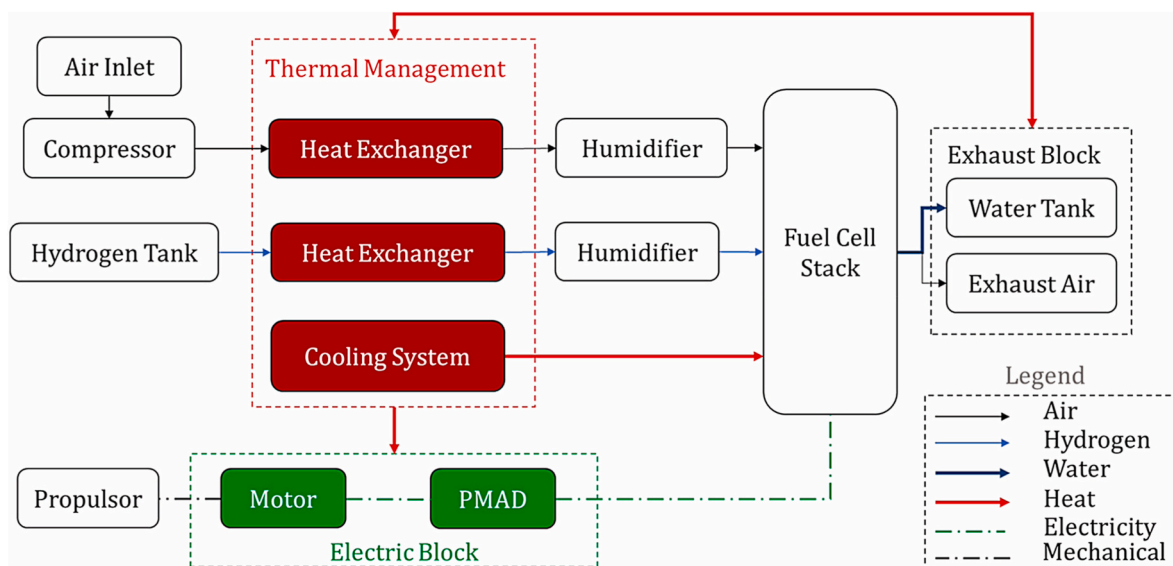 Air Inlet
Thermal Management
Compressor
Heat Exchanger
Humidifier
Exhaust Block
Water Tank
Hydrogen Tank
Heat Exchanger
Humidifier
Fuel Cell
Stack
Exhaust Air
Cooling System
Legend
Air
Hydrogen
Water
Heat
Electricity
Mechanical
Propulsor
Motor
PMAD
Electric Block